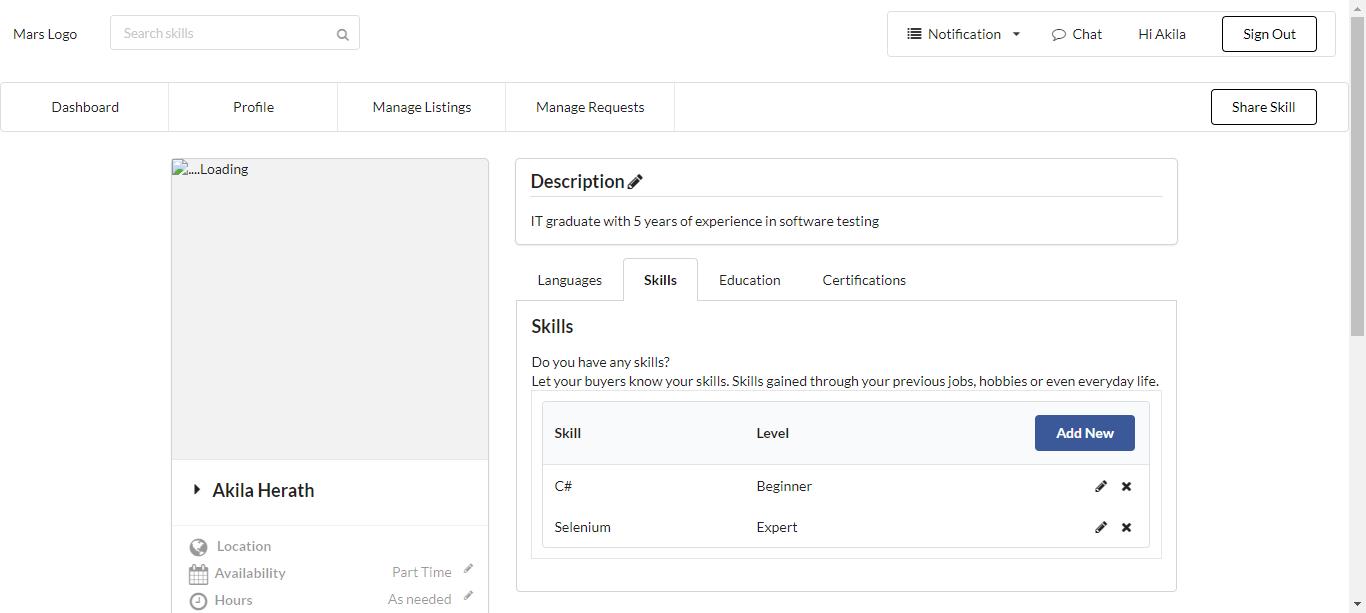 Mars Logo
Search skills
Notification
Chat
Hi Akila
Sign Out
Dashboard
Profile
Manage Listings
Manage Requests
Share Skill
....Loading
Akila Herath
Location
Availability
Part Time
Hours
As needed
Description
IT graduate with 5 years of experience in software testing
Languages
Skills
Education
Certifications
Skills
Do you have any skills?
Let your buyers know your skills. Skills gained through your previous jobs, hobbies or even everyday life.
Skill
Level
Add New
C#
Beginner
Selenium
Expert